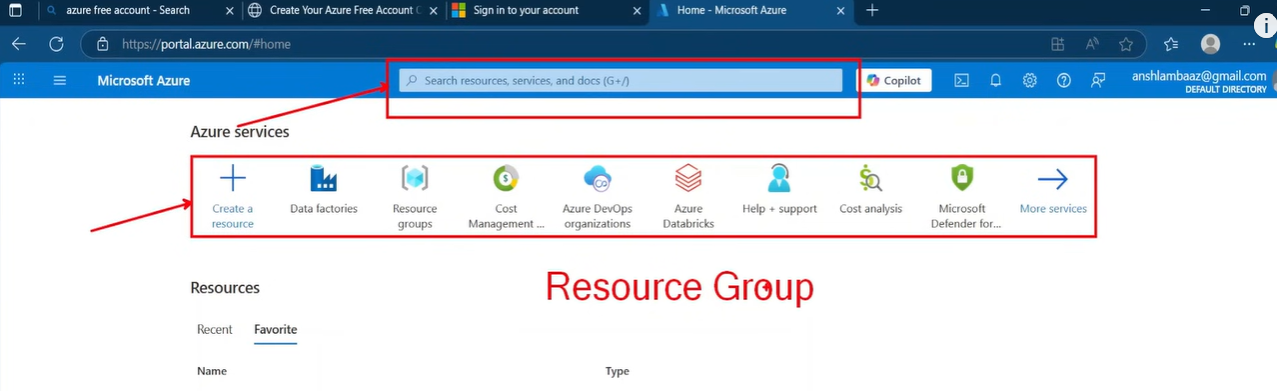 azure free account - Search
Create Your Azure Free Account
Sign in to your account
Home - Microsoft Azure
https://portal.azure.com/#home
Microsoft Azure
Search resources, services, and docs (G+/)
Copilot
anshlambaaz@gmail.com
DEFAULT DIRECTORY
Azure services
Create a resource
Data factories
Resource groups
Cost Management ...
Azure DevOps organizations
Azure Databricks
Help + support
Cost analysis
Microsoft Defender for...
More services
Resource Group
Resources
Recent
Favorite
Name
Type